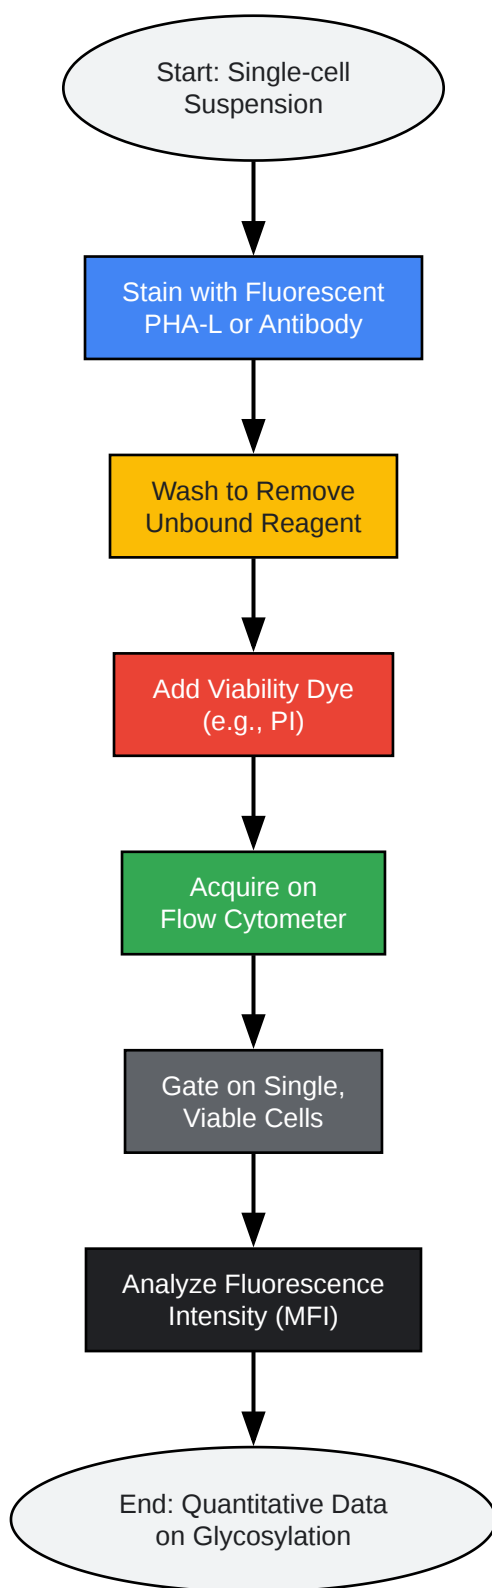 Start: Single-cell
Suspension
Stain with Fluorescent
PHA-L or Antibody
Wash to Remove
Unbound Reagent
Add Viability Dye
(e.g., PI)
Acquire on
Flow Cytometer
Gate on Single,
Viable Cells
Analyze Fluorescence
Intensity (MFI)
End: Quantitative Data
on Glycosylation